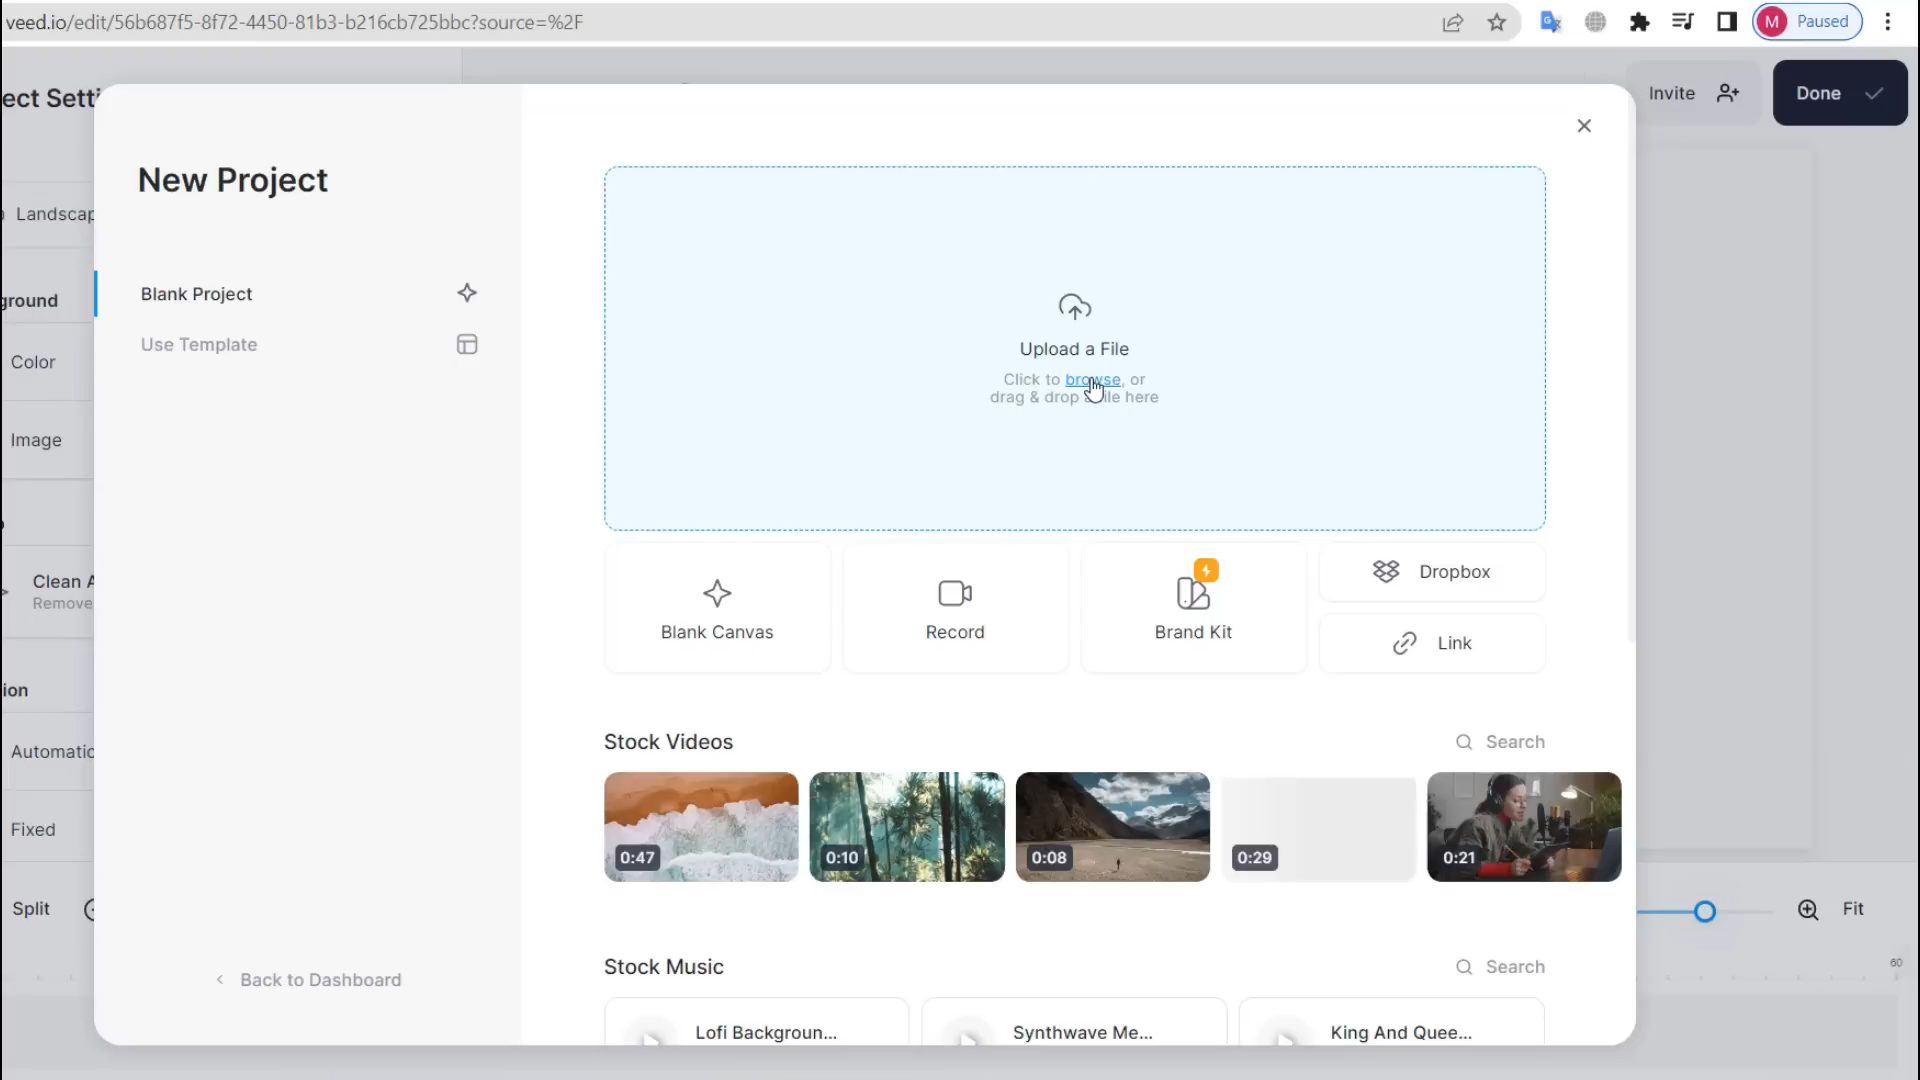 veed.io/edit/56b687f5-8f72-4450-81b3-b216cb725bbc?source=%2F
M Paused
ect Setti
Invite
Done
New Project
Landscap
Blank Project
ground
Use Template
Color
Upload a File
Click to browse, or
drag & drop a file here
Image
Clean A
Remove
Blank Canvas
Record
Brand Kit
Dropbox
Link
ion
Stock Videos
Search
Automatic
Fixed
0:47
0:10
0:08
0:29
0:21
Split
Fit
Stock Music
Search
60
Back to Dashboard
Lofi Backgroun...
Synthwave Me...
King And Quee...